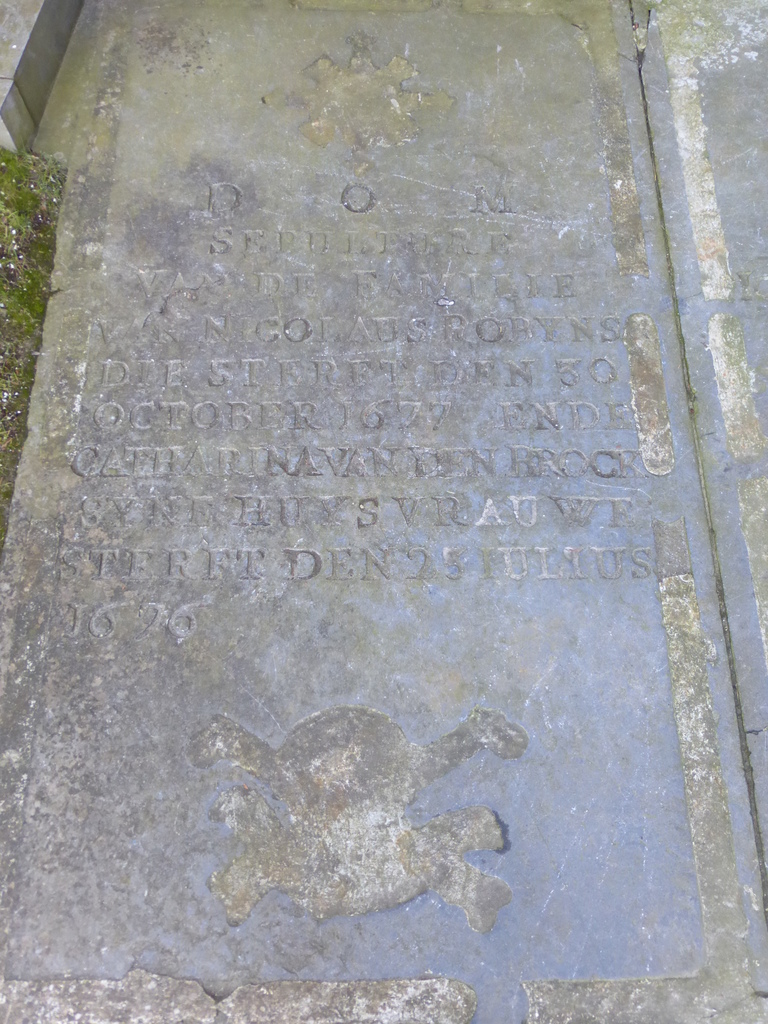 D O M
SEPULTURE
VAN DE FAMILIE
VAN NICOLAUS ROBYNS
DIE STERFT DEN 30
OCTOBER 1677 ENDE
CATHARINA VAN DEN BROCK
SYNE HUYSVRAUWE
STERFT DEN 25 IULIUS
1696